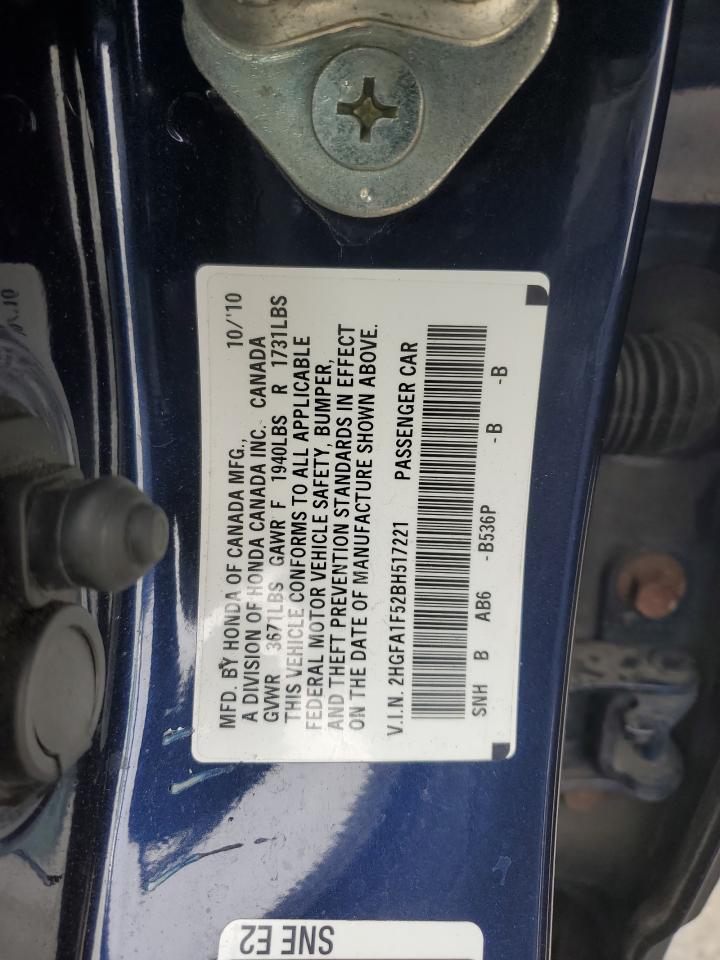 MFD. BY HONDA OF CANADA MFG., 10/'10
A DIVISION OF HONDA CANADA INC. CANADA
GVWR 3671LBS GAWR F 1940LBS R 1731LBS
THIS VEHICLE CONFORMS TO ALL APPLICABLE
FEDERAL MOTOR VEHICLE SAFETY, BUMPER,
AND THEFT PREVENTION STANDARDS IN EFFECT
ON THE DATE OF MANUFACTURE SHOWN ABOVE.
V.I.N. 2HGFA1F52BH517221 PASSENGER CAR
SNH B AB6 -B536P -B -B
SNE E2